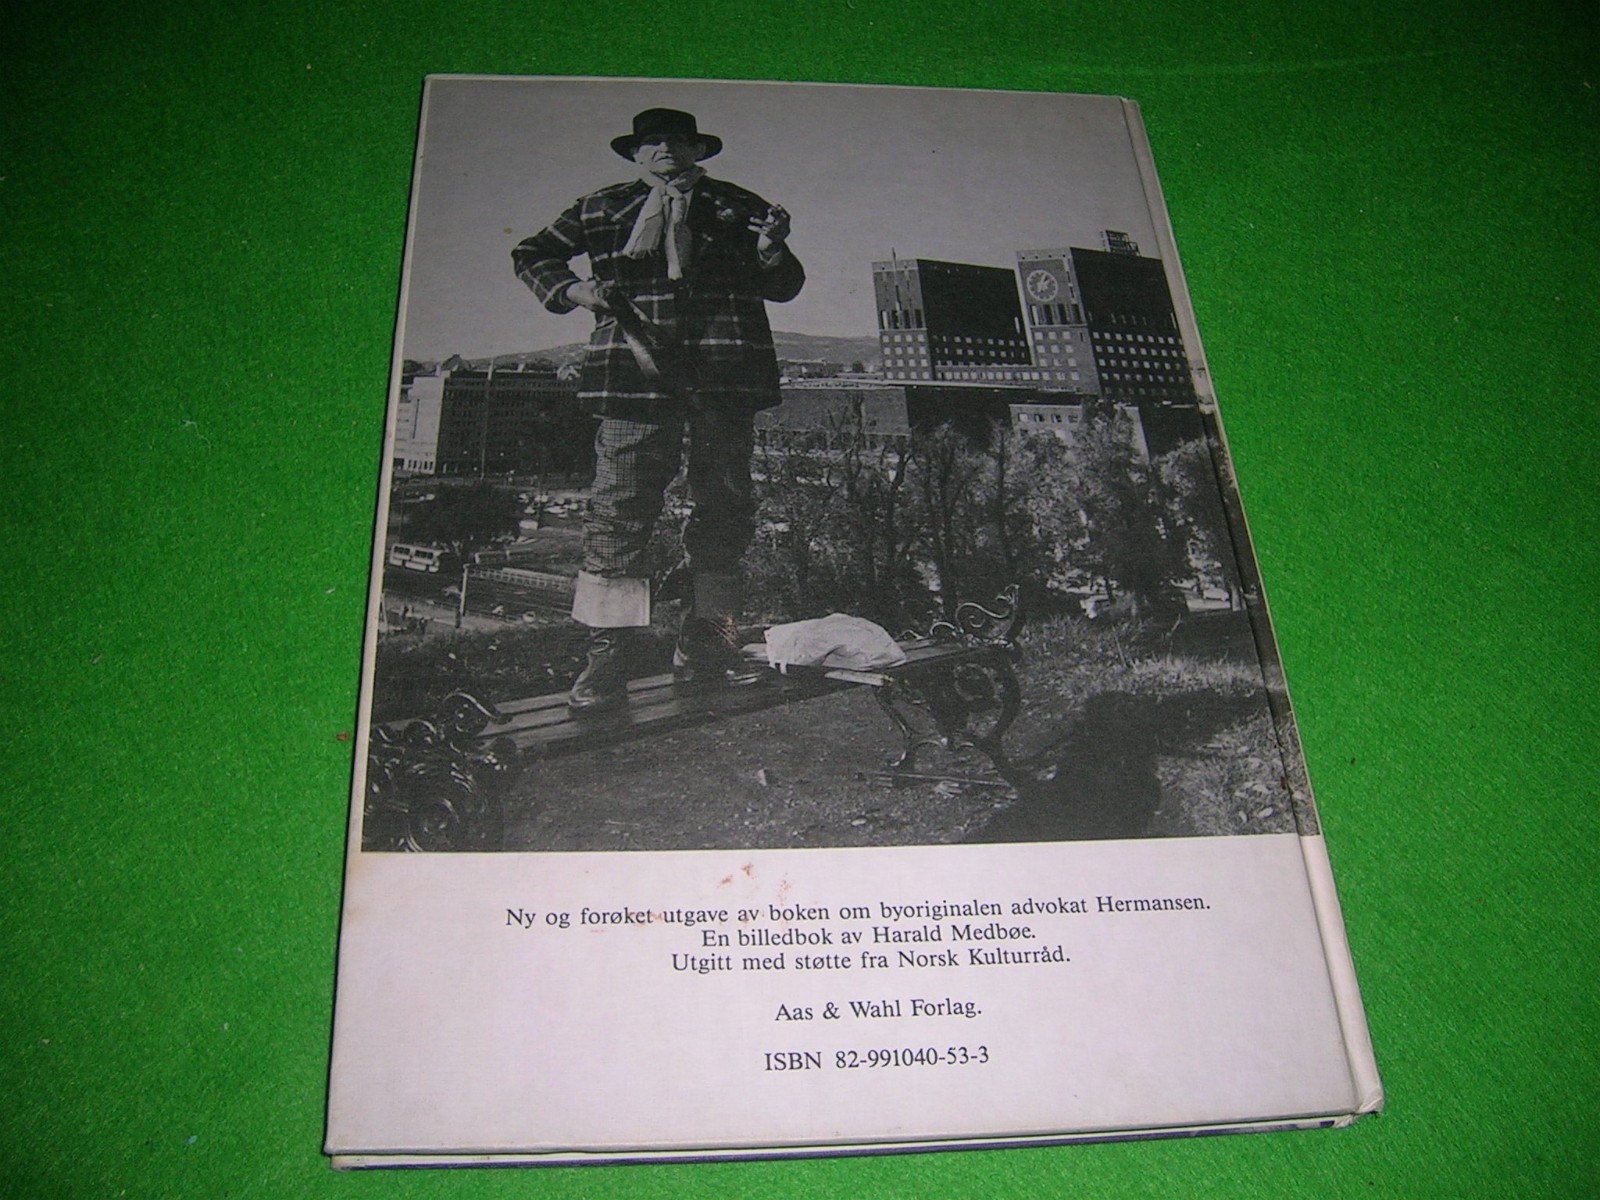 Ny og forøket utgave av boken om byoriginalen advokat Hermansen.
En billedbok av Harald Medbøe.
Utgitt med støtte fra Norsk Kulturråd.
Aas & Wahl Forlag.
ISBN 82-991040-53-3